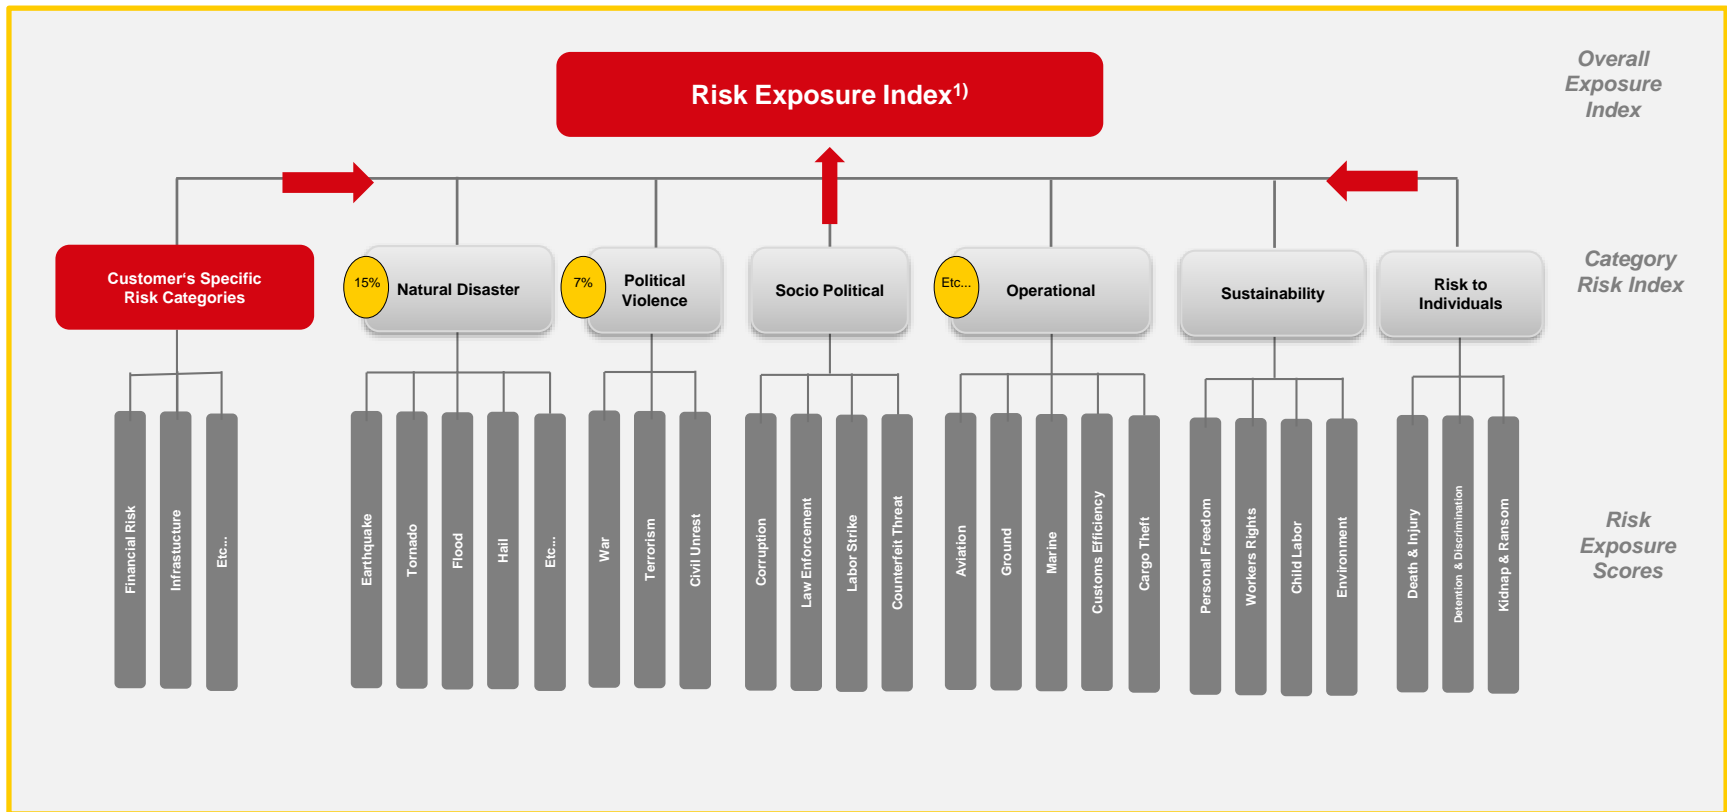 Risk Exposure Index1)
Overall
Exposure
Index
Customer‘s Specific
Risk Categories
15%
Natural Disaster
7%
Political
Violence
Socio Political
Etc...
Operational
Sustainability
Risk to
Individuals
Category
Risk Index
Financial Risk
Infrastucture
Etc...
Earthquake
Tornado
Flood
Hail
Etc...
War
Terrorism
Civil Unrest
Corruption
Law Enforcement
Labor Strike
Counterfeit Threat
Aviation
Ground
Marine
Customs Efficiency
Cargo Theft
Personal Freedom
Workers Rights
Child Labor
Environment
Death & Injury
Detention & Discrimination
Kidnap & Ransom
Risk
Exposure
Scores